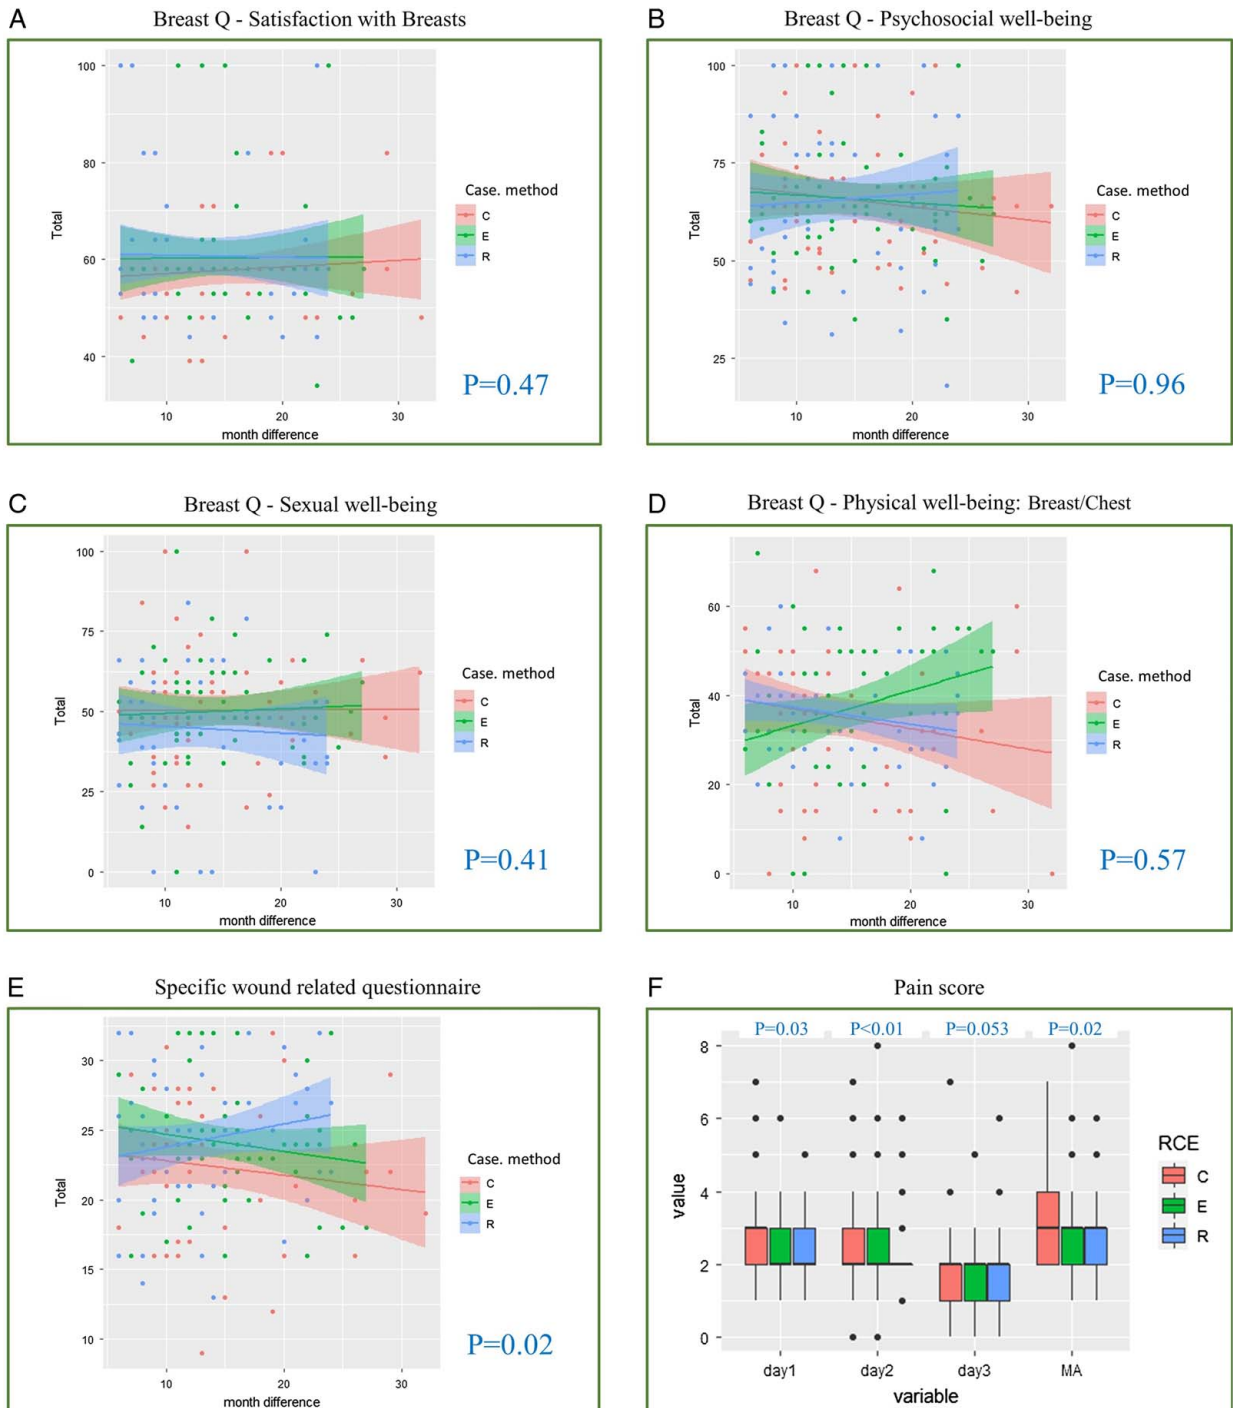 A
Breast Q - Satisfaction with Breasts
100
80
60
40
Total
10
20
30
month difference
Case. method
C
E
R
P=0.47
B
Breast Q - Psychosocial well-being
100
75
50
25
Total
10
20
30
month difference
Case. method
C
E
R
P=0.96
C
Breast Q - Sexual well-being
100
75
50
25
0
Total
10
20
30
month difference
Case. method
C
E
R
P=0.41
D
Breast Q - Physical well-being: Breast/Chest
60
40
20
0
Total
10
20
30
month difference
Case. method
C
E
R
P=0.57
E
Specific wound related questionnaire
30
25
20
15
10
Total
10
20
30
month difference
Case. method
C
E
R
P=0.02
F
Pain score
P=0.03
P<0.01
P=0.053
P=0.02
8
6
4
2
0
value
day1
day2
day3
MA
variable
RCE
C
E
R